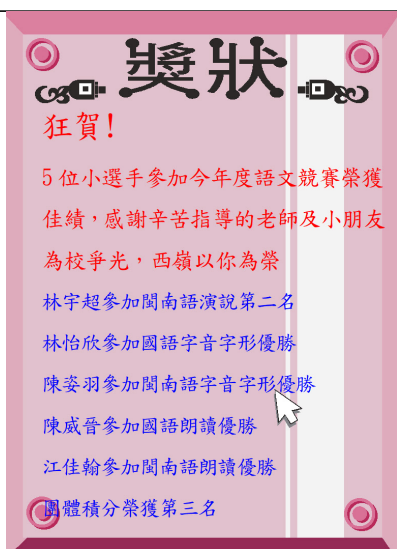 獎狀
狂賀!
5位小選手參加今年度語文競賽榮獲
佳績，感謝辛苦指導的老師及小朋友
為校爭光，西嶺以你為榮
林宇超參加閩南語演說第二名
林怡欣參加國語字音字形優勝
陳姿羽參加閩南語字音字形優勝
陳威晉參加國語朗讀優勝
江佳翰參加閩南語朗讀優勝
團體積分榮獲第三名